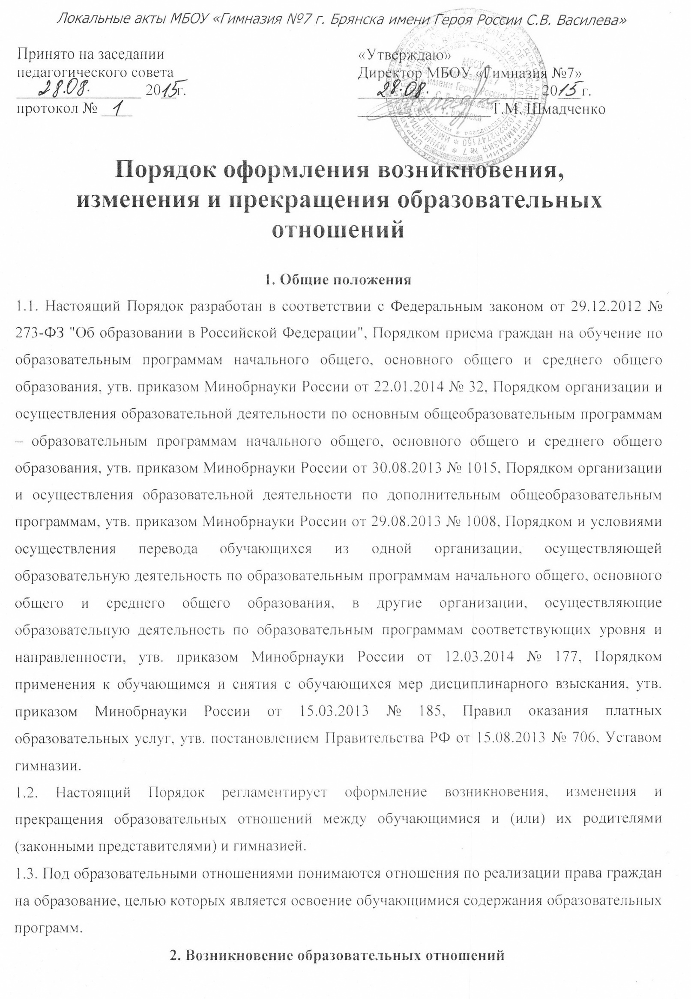 Локальные акты МБОУ «Гимназия №7 г. Брянска имени Героя России С.В. Василева»
Принято на заседании
педагогического совета
28.08. 2015г.
протокол № 1
«Утверждаю»
Директор МБОУ «Гимназия №7»
28.08. 2015 г.
Т.М. Шмадченко
МБОУ
имени Героя России
г. Брянска
Порядок оформления возникновения,
изменения и прекращения образовательных
отношений
1. Общие положения
1.1. Настоящий Порядок разработан в соответствии с Федеральным законом от 29.12.2012 №
273-ФЗ "Об образовании в Российской Федерации", Порядком приема граждан на обучение по
образовательным программам начального общего, основного общего и среднего общего
образования, утв. приказом Минобрнауки России от 22.01.2014 № 32, Порядком организации и
осуществления образовательной деятельности по основным общеобразовательным программам
– образовательным программам начального общего, основного общего и среднего общего
образования, утв. приказом Минобрнауки России от 30.08.2013 № 1015, Порядком организации
и осуществления образовательной деятельности по дополнительным общеобразовательным
программам, утв. приказом Минобрнауки России от 29.08.2013 № 1008, Порядком и условиями
осуществления перевода обучающихся из одной организации, осуществляющей
образовательную деятельность по образовательным программам начального общего, основного
общего и среднего общего образования, в другие организации, осуществляющие
образовательную деятельность по образовательным программам соответствующих уровня и
направленности, утв. приказом Минобрнауки России от 12.03.2014 № 177, Порядком
применения к обучающимся и снятия с обучающихся мер дисциплинарного взыскания, утв.
приказом Минобрнауки России от 15.03.2013 № 185, Правил оказания платных
образовательных услуг, утв. постановлением Правительства РФ от 15.08.2013 № 706, Уставом
гимназии.
1.2. Настоящий Порядок регламентирует оформление возникновения, изменения и
прекращения образовательных отношений между обучающимися и (или) их родителями
(законными представителями) и гимназией.
1.3. Под образовательными отношениями понимаются отношения по реализации права граждан
на образование, целью которых является освоение обучающимися содержания образовательных
программ.
2. Возникновение образовательных отношений